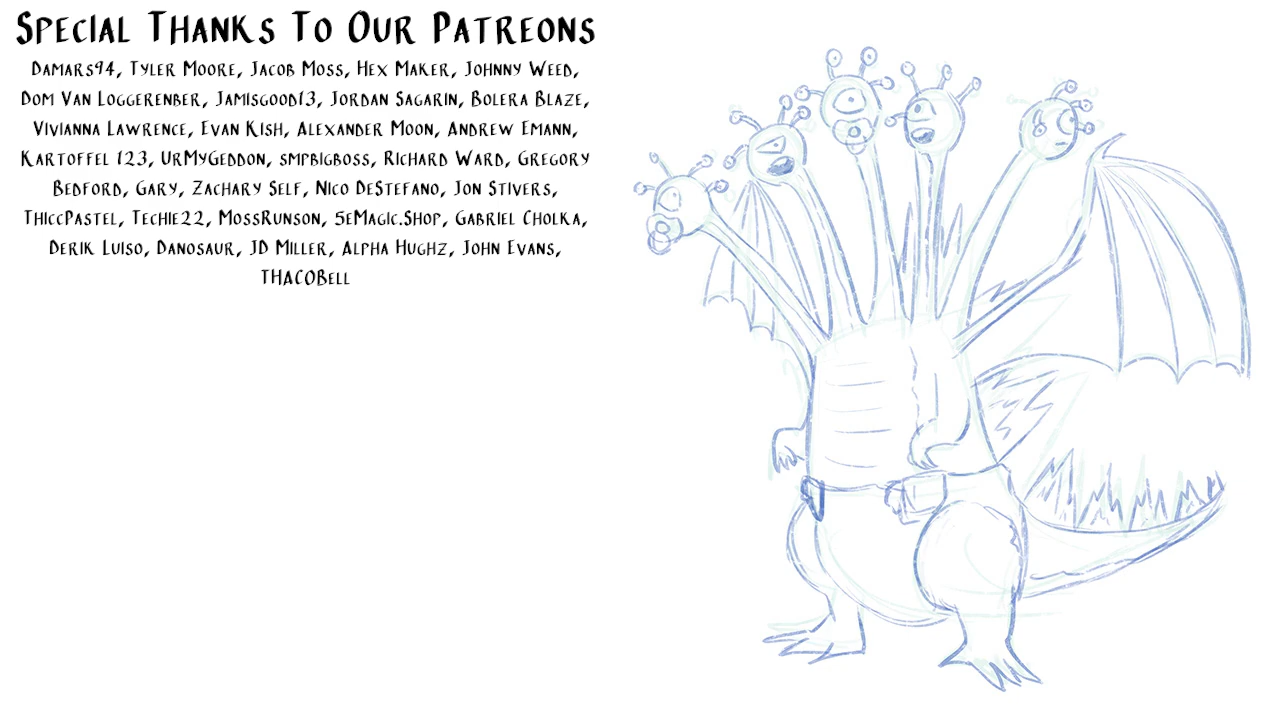 Special Thanks To Our Patreons
Damars94, Tyler Moore, Jacob Moss, Hex Maker, Johnny Weed,
Dom Van Loggerenber, Jamisgood13, Jordan Sagarin, Bolera Blaze,
Vivianna Lawrence, Evan Kish, Alexander Moon, Andrew Emann,
Kartoffel 123, UrMyGeddon, smpbigboss, Richard Ward, Gregory
Bedford, Gary, Zachary Self, Nico DeStefano, Jon Stivers,
ThiccPastel, Techie22, MossRunson, 5eMagic.Shop, Gabriel Cholka,
Derik Luiso, Danosaur, JD Miller, Alpha Hughz, John Evans,
THAC0Bell